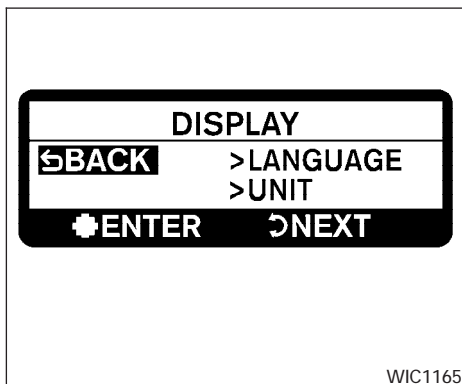 DISPLAY
BACK >LANGUAGE
>UNIT
ENTER NEXT
WIC1165